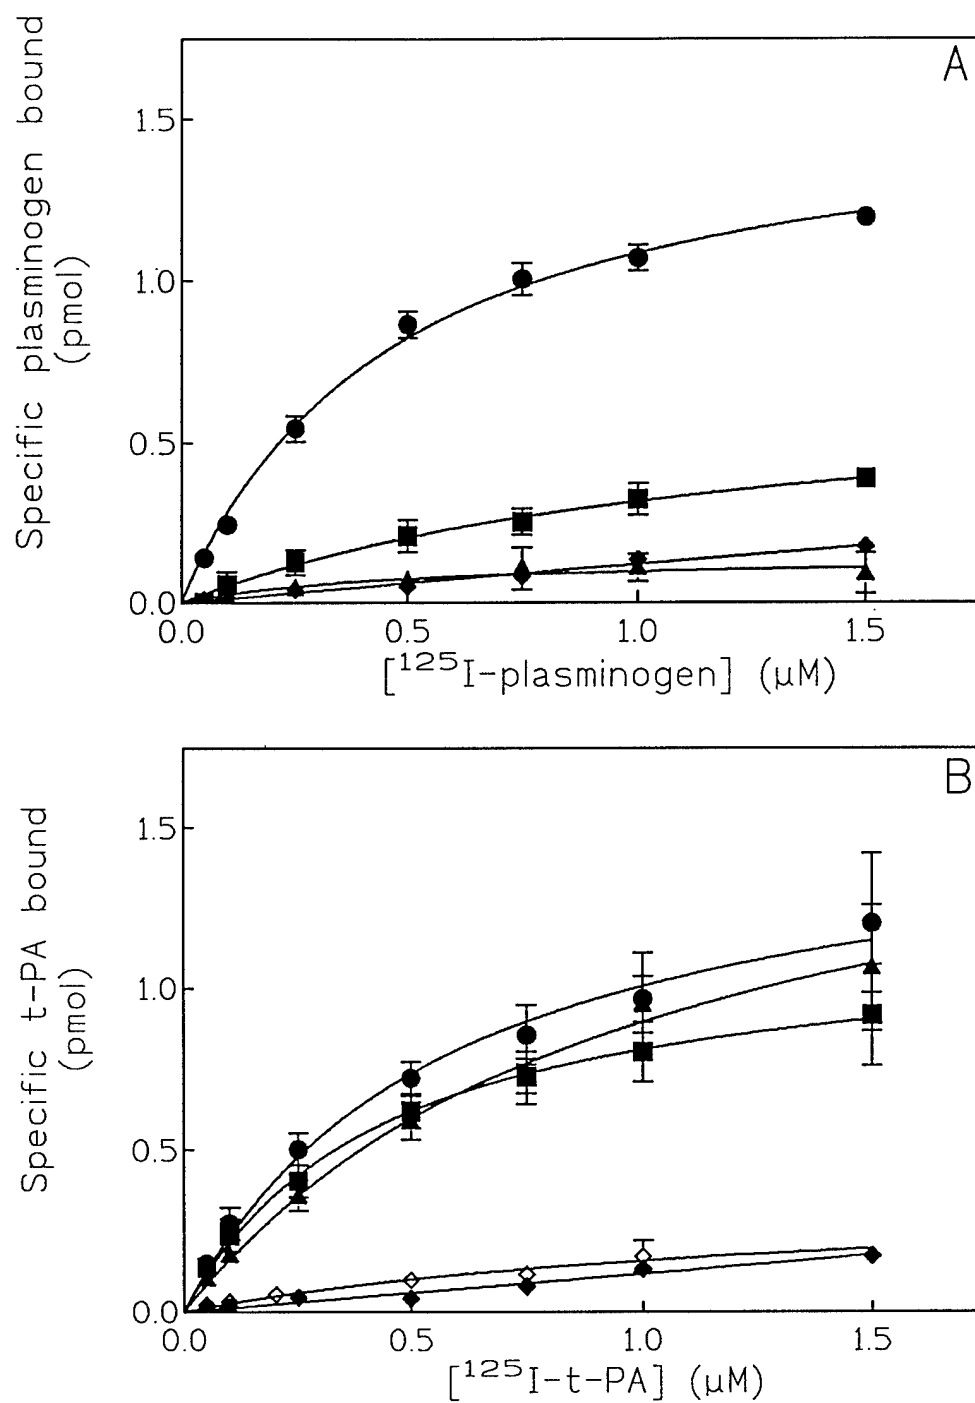 A
Specific plasminogen bound
(pmol)
1.5
1.0
0.5
0.0
0.0 0.5 1.0 1.5
[¹²⁵I-plasminogen] (μM)
B
Specific t-PA bound
(pmol)
1.5
1.0
0.5
0.0
0.0 0.5 1.0 1.5
[¹²⁵I-t-PA] (μM)